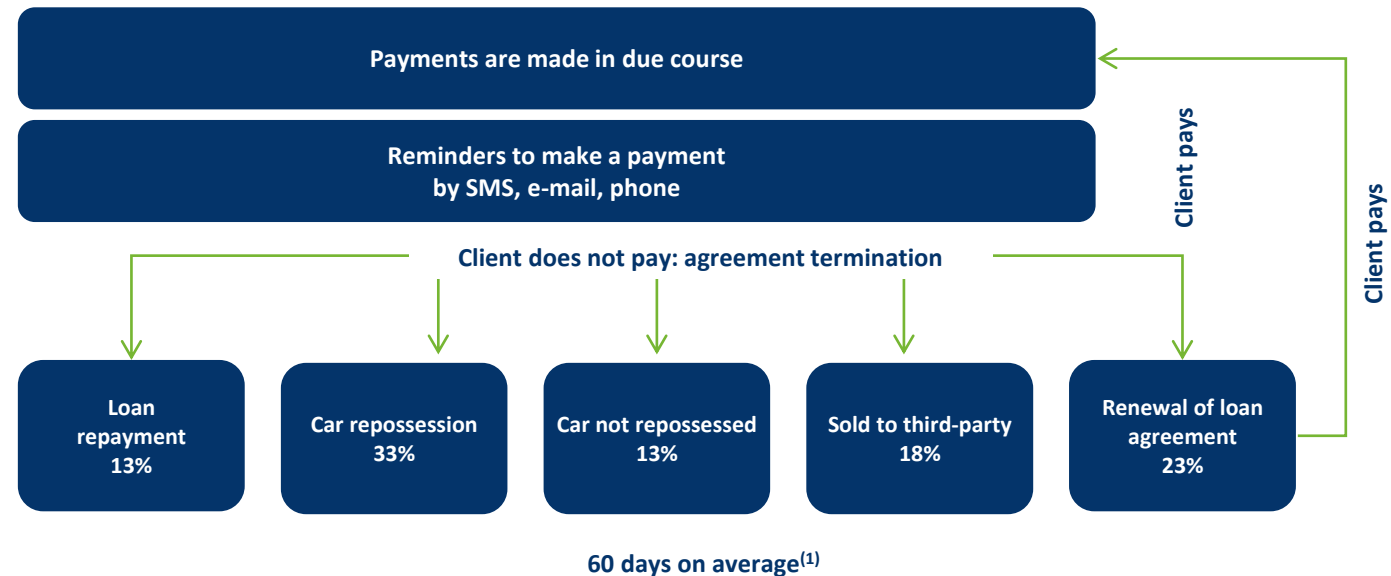 Payments are made in due course
Reminders to make a payment
by SMS, e-mail, phone
Client pays
Client pays
Client does not pay: agreement termination
Loan
repayment
13%
Car repossession
33%
Car not repossessed
13%
Sold to third-party
18%
Renewal of loan
agreement
23%
60 days on average(1)